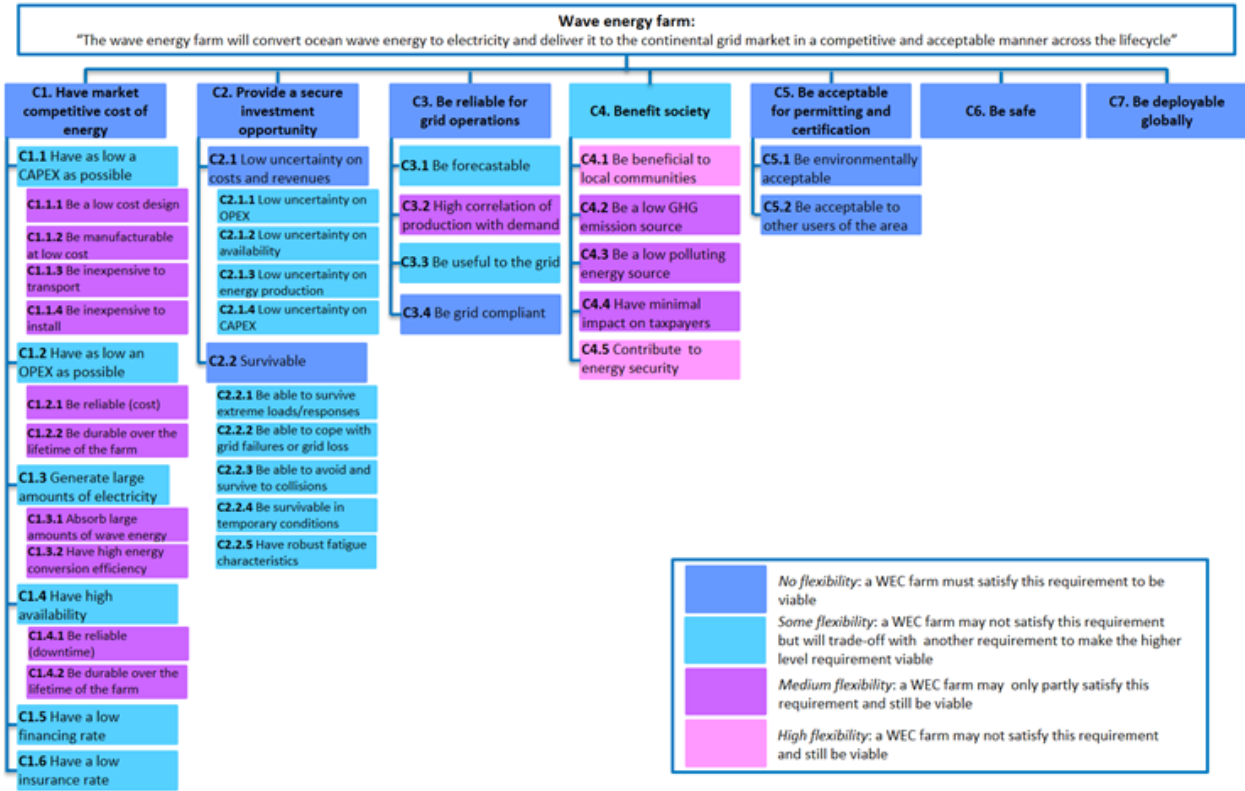 Wave energy farm:
"The wave energy farm will convert ocean wave energy to electricity and deliver it to the continental grid market in a competitive and acceptable manner across the lifecycle"
C1. Have market
competitive cost of
energy
C1.1 Have as low a
CAPEX as possible
C1.1.1 Be a low cost design
C1.1.2 Be manufacturable
at low cost
C1.1.3 Be inexpensive to
transport
C1.1.4 Be inexpensive to
install
C1.2 Have as low an
OPEX as possible
C1.2.1 Be reliable (cost)
C1.2.2 Be durable over the
lifetime of the farm
C1.3 Generate large
amounts of electricity
C1.3.1 Absorb large
amounts of wave energy
C1.3.2 Have high energy
conversion efficiency
C1.4 Have high
availability
C1.4.1 Be reliable
(downtime)
C1.4.2 Be durable over the
lifetime of the farm
C1.5 Have a low
financing rate
C1.6 Have a low
insurance rate
C2. Provide a secure
investment
opportunity
C2.1 Low uncertainty on
costs and revenues
C2.1.1 Low uncertainty on
OPEX
C2.1.2 Low uncertainty on
availability
C2.1.3 Low uncertainty on
energy production
C2.1.4 Low uncertainty on
CAPEX
C2.2 Survivable
C2.2.1 Be able to survive
extreme loads/responses
C2.2.2 Be able to cope with
grid failures or grid loss
C2.2.3 Be able to avoid and
survive to collisions
C2.2.4 Be survivable in
temporary conditions
C2.2.5 Have robust fatigue
characteristics
C3. Be reliable for
grid operations
C3.1 Be forecastable
C3.2 High correlation of
production with demand
C3.3 Be useful to the grid
C3.4 Be grid compliant
C4. Benefit society
C4.1 Be beneficial to
local communities
C4.2 Be a low GHG
emission source
C4.3 Be a low polluting
energy source
C4.4 Have minimal
impact on taxpayers
C4.5 Contribute to
energy security
C5. Be acceptable
for permitting and
certification
C5.1 Be environmentally
acceptable
C5.2 Be acceptable to
other users of the area
C6. Be safe
C7. Be deployable
globally
No flexibility: a WEC farm must satisfy this requirement to be
viable
Some flexibility: a WEC farm may not satisfy this requirement
but will trade-off with another requirement to make the higher
level requirement viable
Medium flexibility: a WEC farm may only partly satisfy this
requirement and still be viable
High flexibility: a WEC farm may not satisfy this requirement
and still be viable